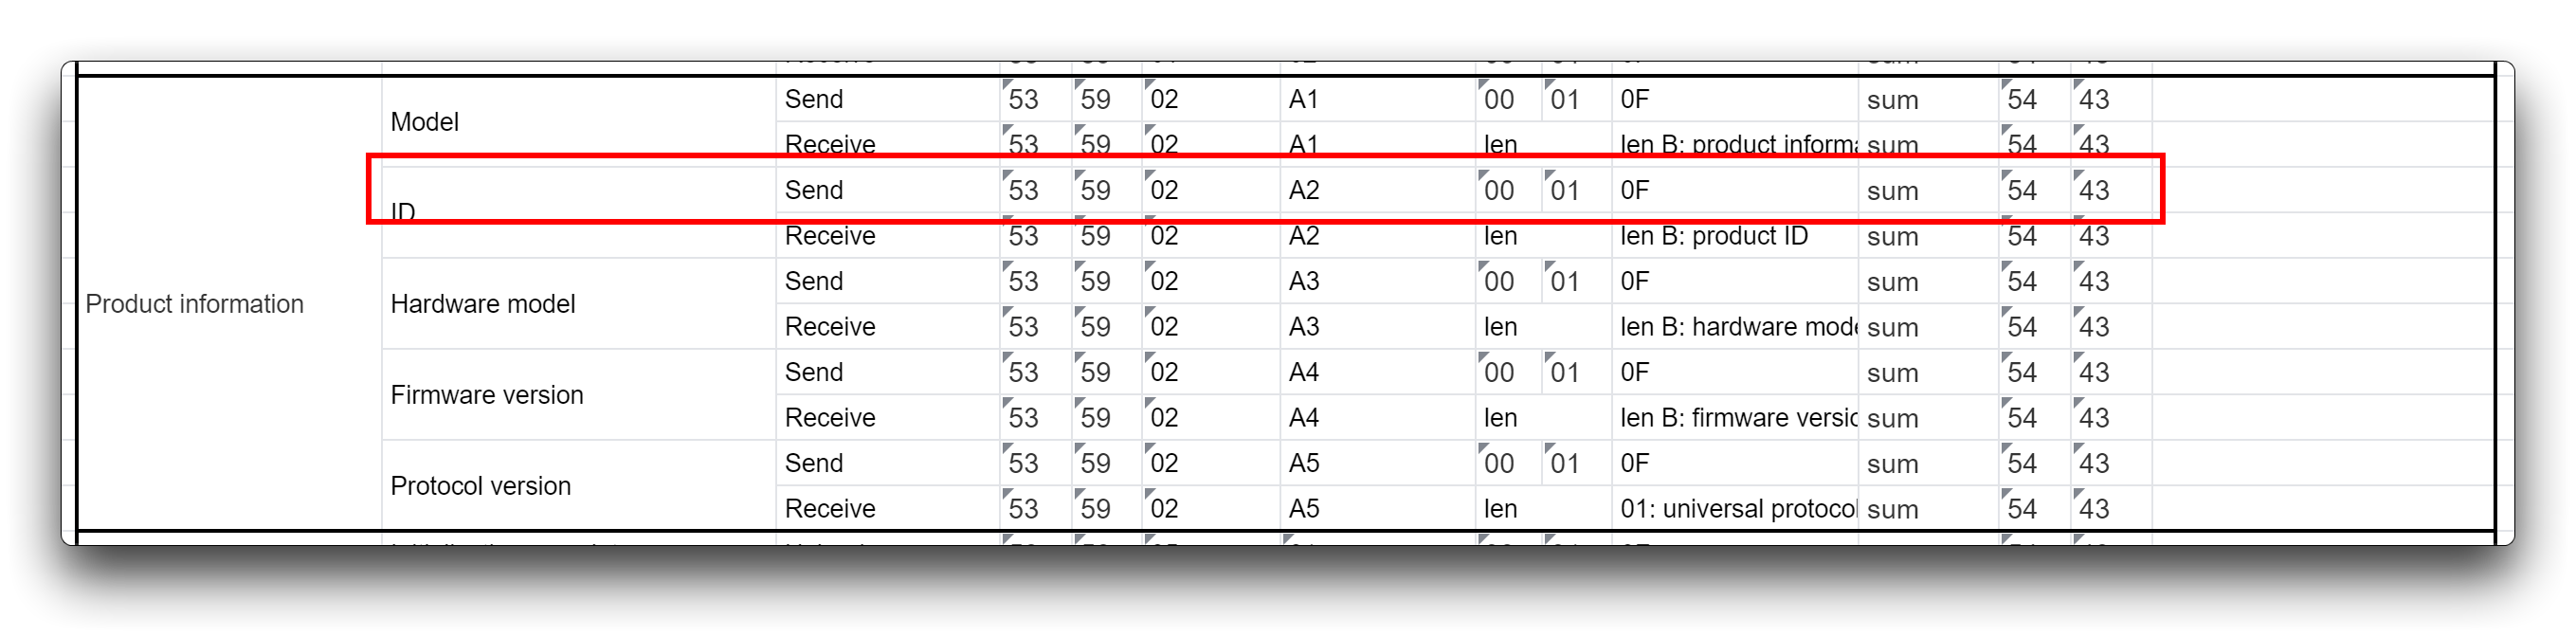 Send 53 59 02 A1 00 01 0F sum 54 43
Model
Receive 53 59 02 A1 len len B: product informa sum 54 43
Send 53 59 02 A2 00 01 0F sum 54 43
ID
Receive 53 59 02 A2 len len B: product ID sum 54 43
Send 53 59 02 A3 00 01 0F sum 54 43
Product information Hardware model
Receive 53 59 02 A3 len len B: hardware mode sum 54 43
Send 53 59 02 A4 00 01 0F sum 54 43
Firmware version
Receive 53 59 02 A4 len len B: firmware versio sum 54 43
Send 53 59 02 A5 00 01 0F sum 54 43
Protocol version
Receive 53 59 02 A5 len 01: universal protocol sum 54 43